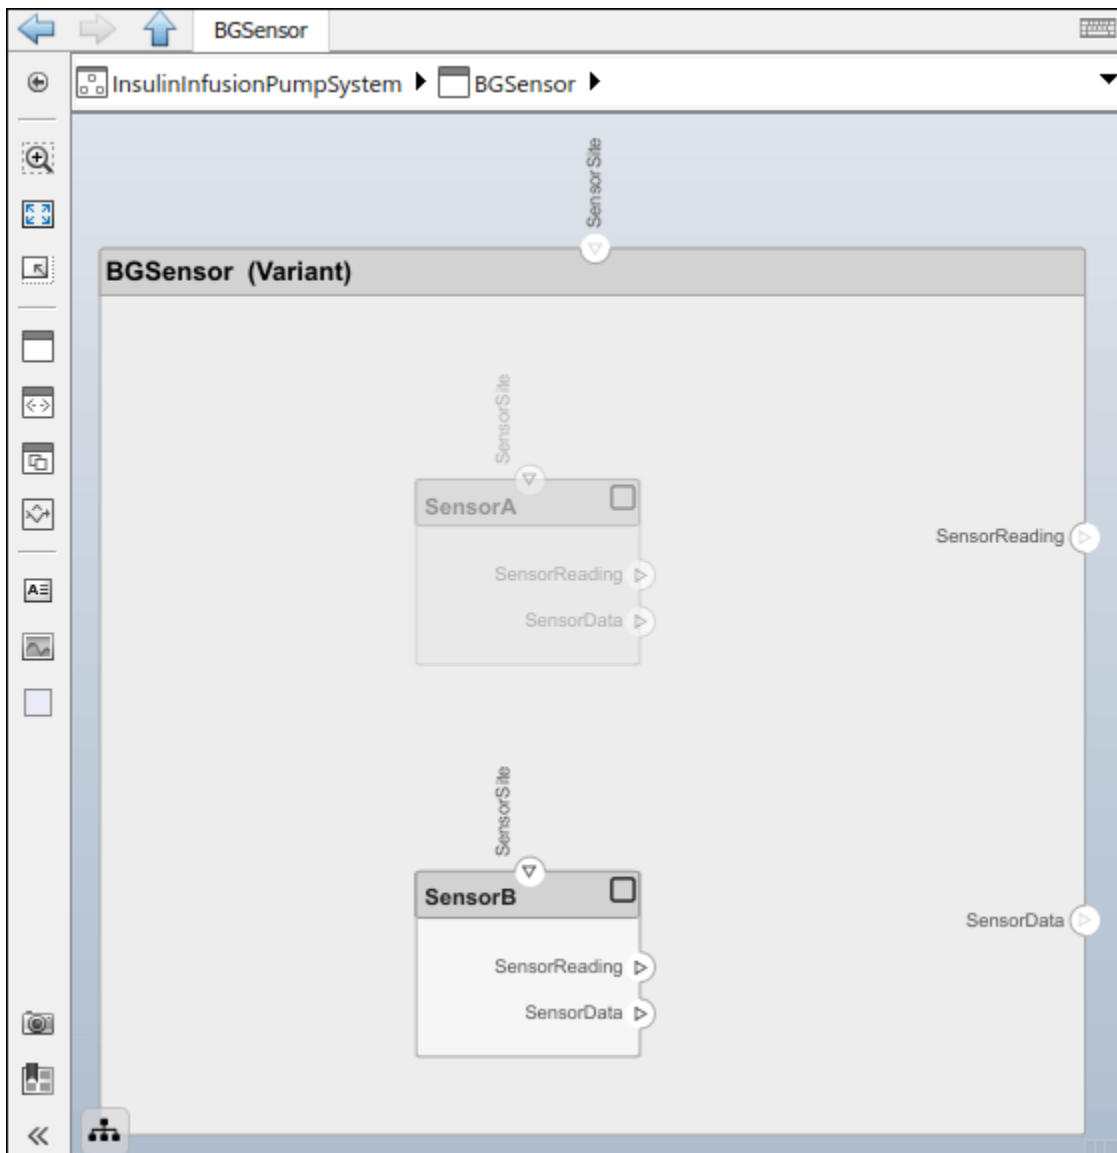 BGSensor
InsulinInfusionPumpSystem BGSensor
SensorSite
BGSensor (Variant)
SensorSite
SensorA
SensorReading
SensorData
SensorReading
SensorSite
SensorB
SensorData
SensorReading
SensorData